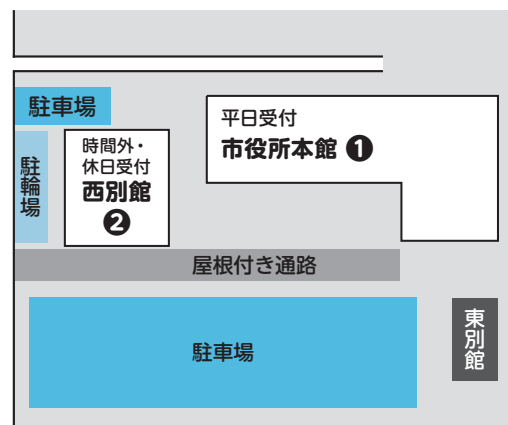 駐車場
平日受付
市役所本館 ❶
時間外・
休日受付
西別館
❷
駐輪場
屋根付き通路
駐車場
東別館